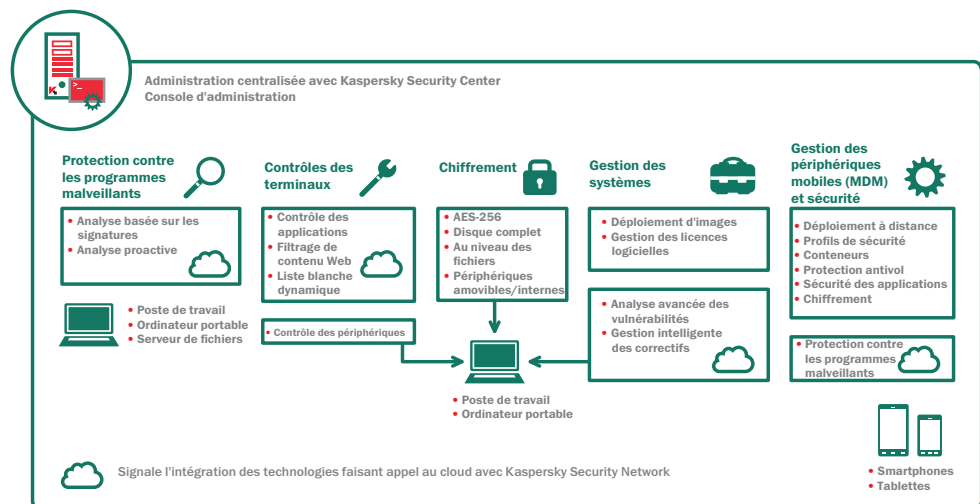 Administration centralisée avec Kaspersky Security Center
Console d'administration
Protection contre
les programmes
malveillants
• Analyse basée sur les
signatures
• Analyse proactive
• Poste de travail
• Ordinateur portable
• Serveur de fichiers
Contrôles des
terminaux
• Contrôle des
applications
• Filtrage de
contenu Web
• Liste blanche
dynamique
• Contrôle des périphériques
Chiffrement
• AES-256
• Disque complet
• Au niveau des
fichiers
• Périphériques
amovibles/internes
• Poste de travail
• Ordinateur portable
Gestion des
systèmes
• Déploiement d'images
• Gestion des licences
logicielles
• Analyse avancée des
vulnérabilités
• Gestion intelligente
des correctifs
Gestion des
périphériques
mobiles (MDM)
et sécurité
• Déploiement à distance
• Profils de sécurité
• Conteneurs
• Protection antivol
• Sécurité des applications
• Chiffrement
• Protection contre
les programmes
malveillants
• Smartphones
• Tablettes
Signale l'intégration des technologies faisant appel au cloud avec Kaspersky Security Network